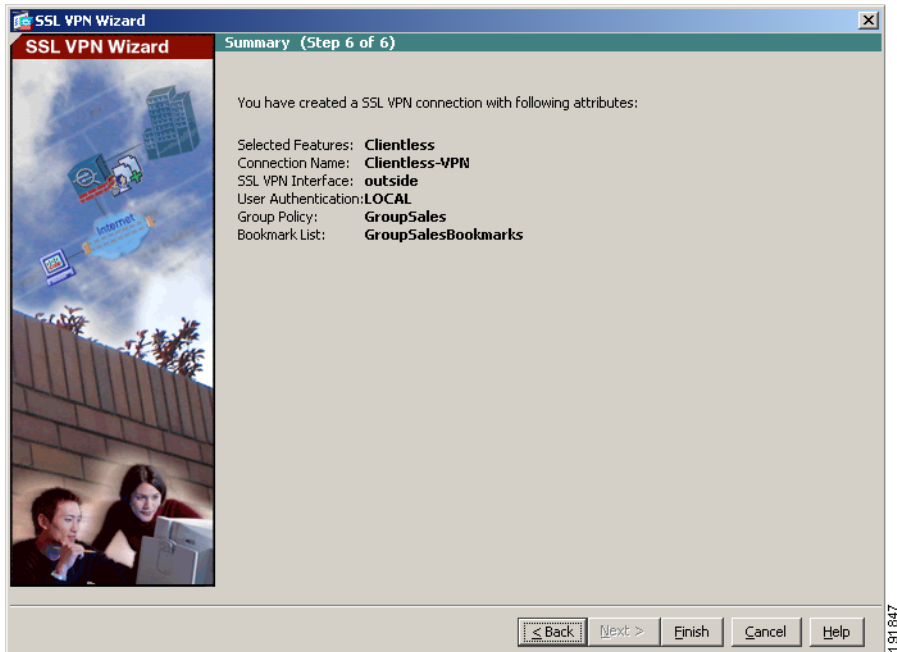 SSL VPN Wizard
SSL VPN Wizard
Summary (Step 6 of 6)
You have created a SSL VPN connection with following attributes:
Selected Features: Clientless
Connection Name: Clientless-VPN
SSL VPN Interface: outside
User Authentication:LOCAL
Group Policy: GroupSales
Bookmark List: GroupSalesBookmarks
Internet
< Back Next > Finish Cancel Help
191847